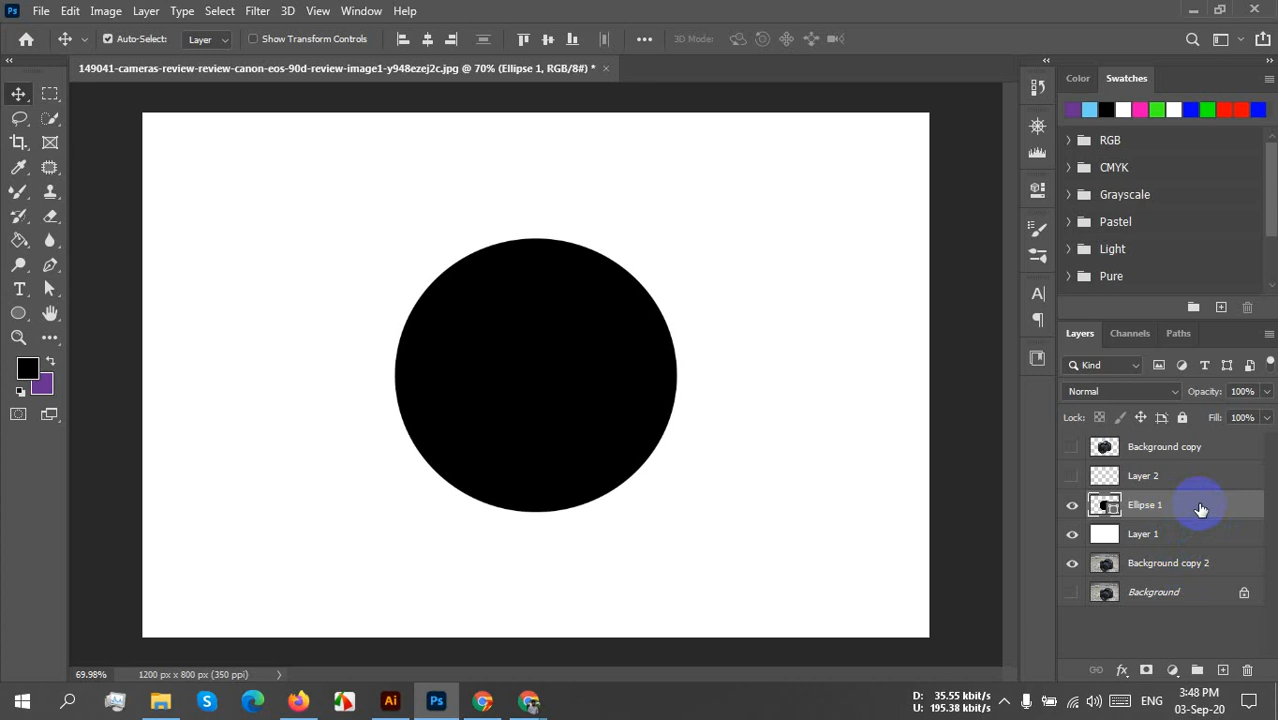 Ps File Edit Image Layer Type Select Filter 3D View Window Help
Auto-Select: Layer Show Transform Controls 3D Mode:
149041-cameras-review-review-canon-eos-90d-review-image1-y948ezej2c.jpg @ 70% (Ellipse 1, RGB/8#) *
Color Swatches
RGB
CMYK
Grayscale
Pastel
Light
Pure
Layers Channels Paths
Kind
Normal Opacity: 100%
Lock: Fill: 100%
Background copy
Layer 2
Ellipse 1
Layer 1
Background copy 2
Background
69.98% 1200 px x 800 px (350 ppi)
fx
Ai Ps
D: 35.55 kbit/s
U: 195.38 kbit/s
ENG
3:48 PM
03-Sep-20